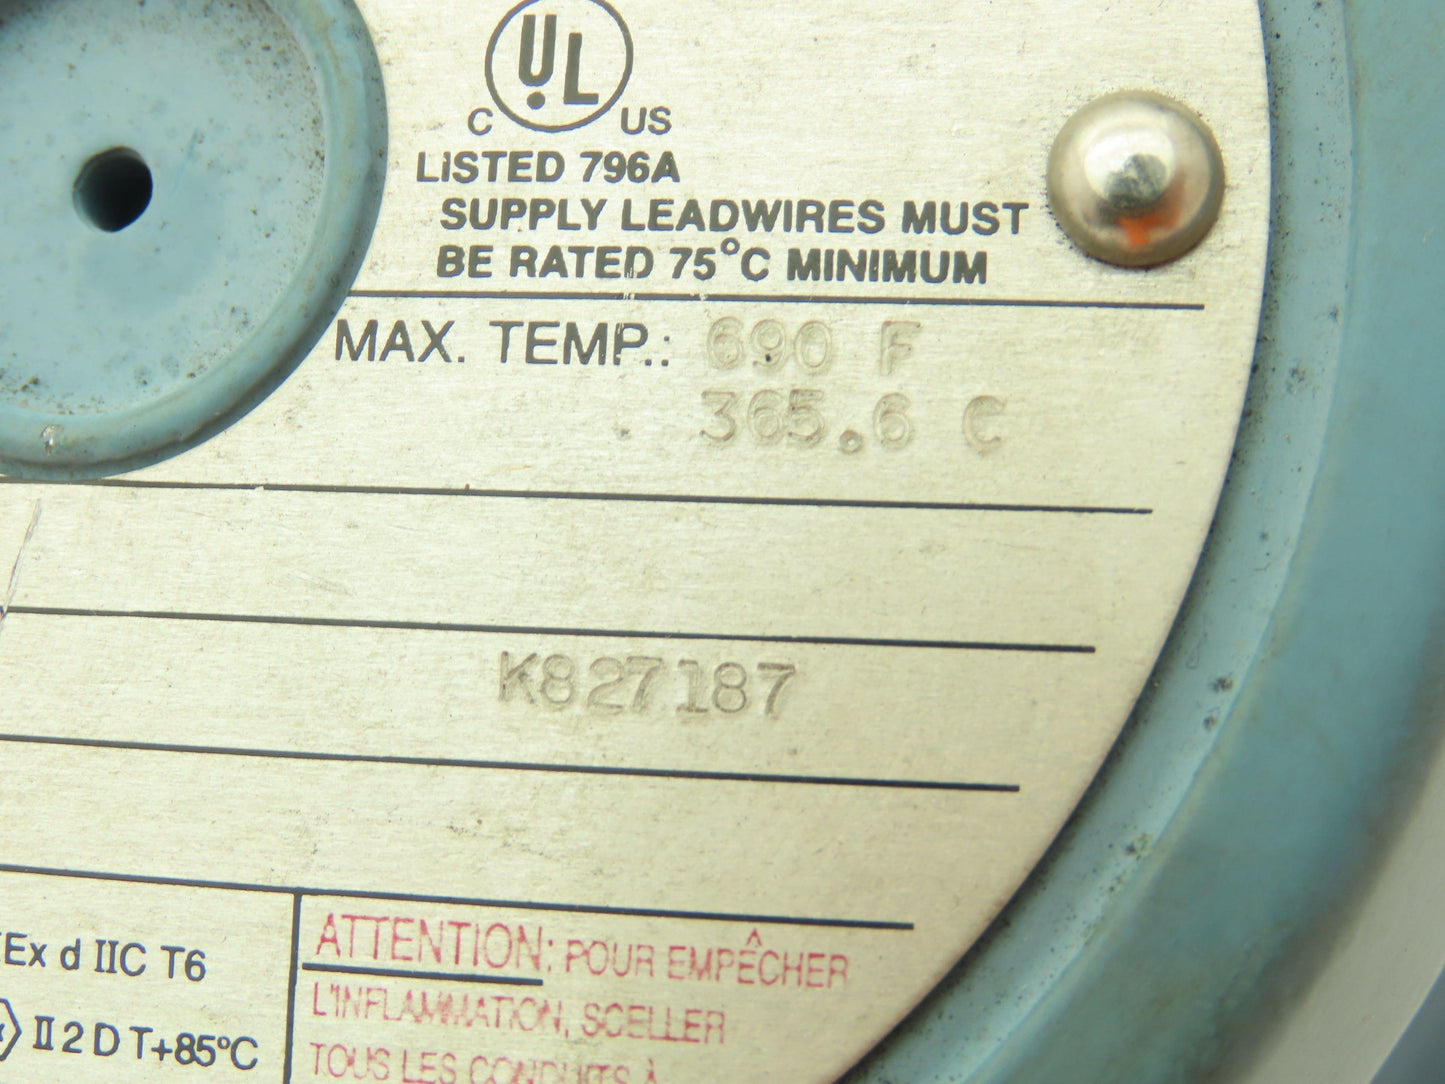 UL
C US
LISTED 796A
SUPPLY LEADWIRES MUST
BE RATED 75°C MINIMUM
MAX. TEMP.: 690 F
365.6 C
K827187
Ex d IIC T6
II 2 D T+85°C
ATTENTION: POUR EMPÊCHER
L'INFLAMMATION, SCELLER
TOUS LES CONDUITS À